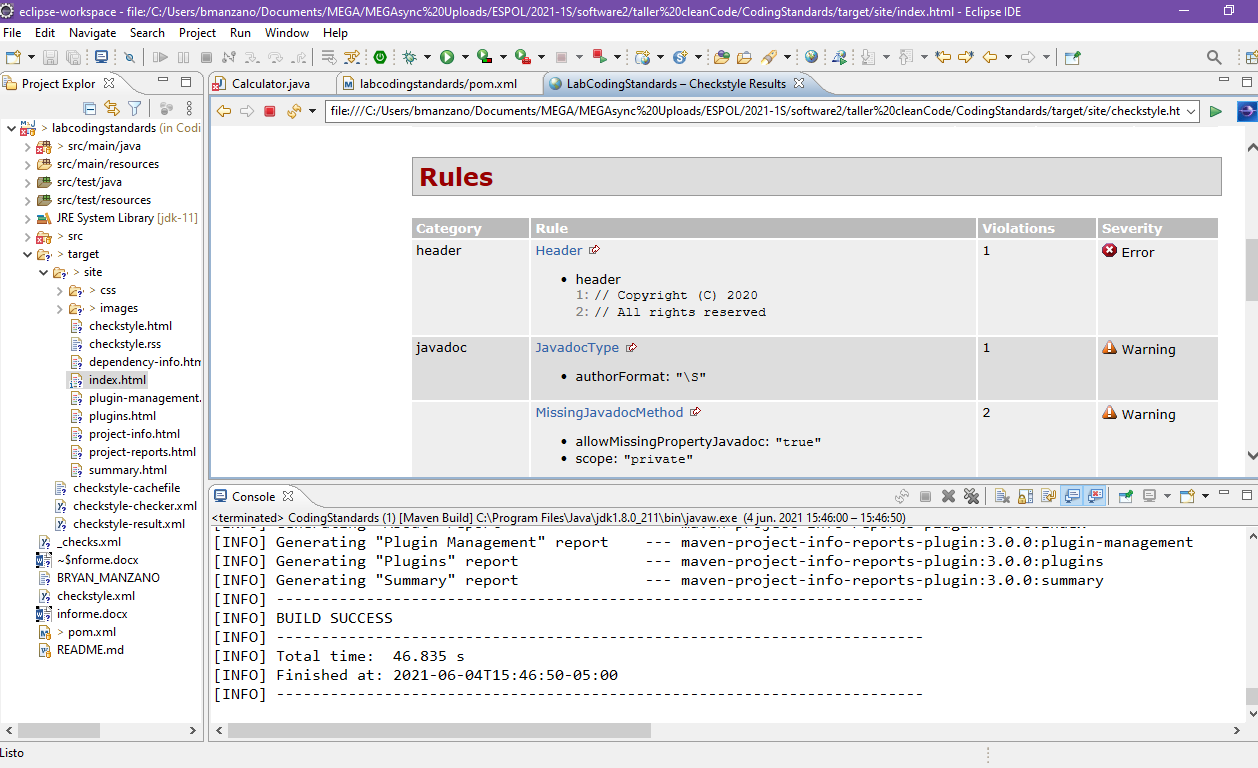 eclipse-workspace - file:/C:/Users/bmanzano/Documents/MEGA/MEGAsync%20Uploads/ESPOL/2021-1S/software2/taller%20cleanCode/CodingStandards/target/site/index.html - Eclipse IDE
File Edit Navigate Search Project Run Window Help
Project Explor
Calculator.java
labcodingstandards/pom.xml
LabCodingStandards – Checkstyle Results
file:///C:/Users/bmanzano/Documents/MEGA/MEGAsync%20Uploads/ESPOL/2021-1S/software2/taller%20cleanCode/CodingStandards/target/site/checkstyle.ht
> labcodingstandards (in Codi
> src/main/java
src/main/resources
src/test/java
src/test/resources
JRE System Library [jdk-11]
> src
> target
> site
> css
> images
checkstyle.html
checkstyle.rss
dependency-info.htm
index.html
plugin-management.
plugins.html
project-info.html
project-reports.html
summary.html
checkstyle-cachefile
checkstyle-checker.xml
checkstyle-result.xml
_checks.xml
~$nforme.docx
BRYAN_MANZANO
checkstyle.xml
informe.docx
> pom.xml
README.md
Rules
Category Rule Violations Severity
header Header 1 Error
• header
1: // Copyright (C) 2020
2: // All rights reserved
javadoc JavadocType 1 Warning
• authorFormat: "\S"
MissingJavadocMethod 2 Warning
• allowMissingPropertyJavadoc: "true"
• scope: "private"
Console
<terminated> CodingStandards (1) [Maven Build] C:\Program Files\Java\jdk1.8.0_211\bin\javaw.exe (4 jun. 2021 15:46:00 – 15:46:50)
[INFO] Generating "Plugin Management" report --- maven-project-info-reports-plugin:3.0.0:plugin-management
[INFO] Generating "Plugins" report --- maven-project-info-reports-plugin:3.0.0:plugins
[INFO] Generating "Summary" report --- maven-project-info-reports-plugin:3.0.0:summary
[INFO] ------------------------------------------------------------------------
[INFO] BUILD SUCCESS
[INFO] ------------------------------------------------------------------------
[INFO] Total time: 46.835 s
[INFO] Finished at: 2021-06-04T15:46:50-05:00
[INFO] ------------------------------------------------------------------------
Listo